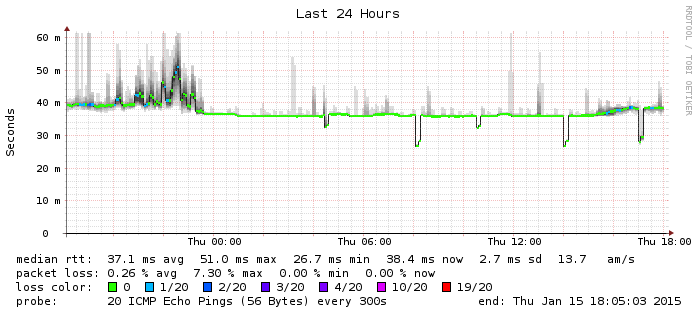 Last 24 Hours
RRDTOOL / TOBI OETIKER
Seconds
60 m
50 m
40 m
30 m
20 m
10 m
0
Thu 00:00 Thu 06:00 Thu 12:00 Thu 18:00
median rtt: 37.1 ms avg 51.0 ms max 26.7 ms min 38.4 ms now 2.7 ms sd 13.7 am/s
packet loss: 0.26 % avg 7.30 % max 0.00 % min 0.00 % now
loss color: 0 1/20 2/20 3/20 4/20 10/20 19/20
probe: 20 ICMP Echo Pings (56 Bytes) every 300s end: Thu Jan 15 18:05:03 2015